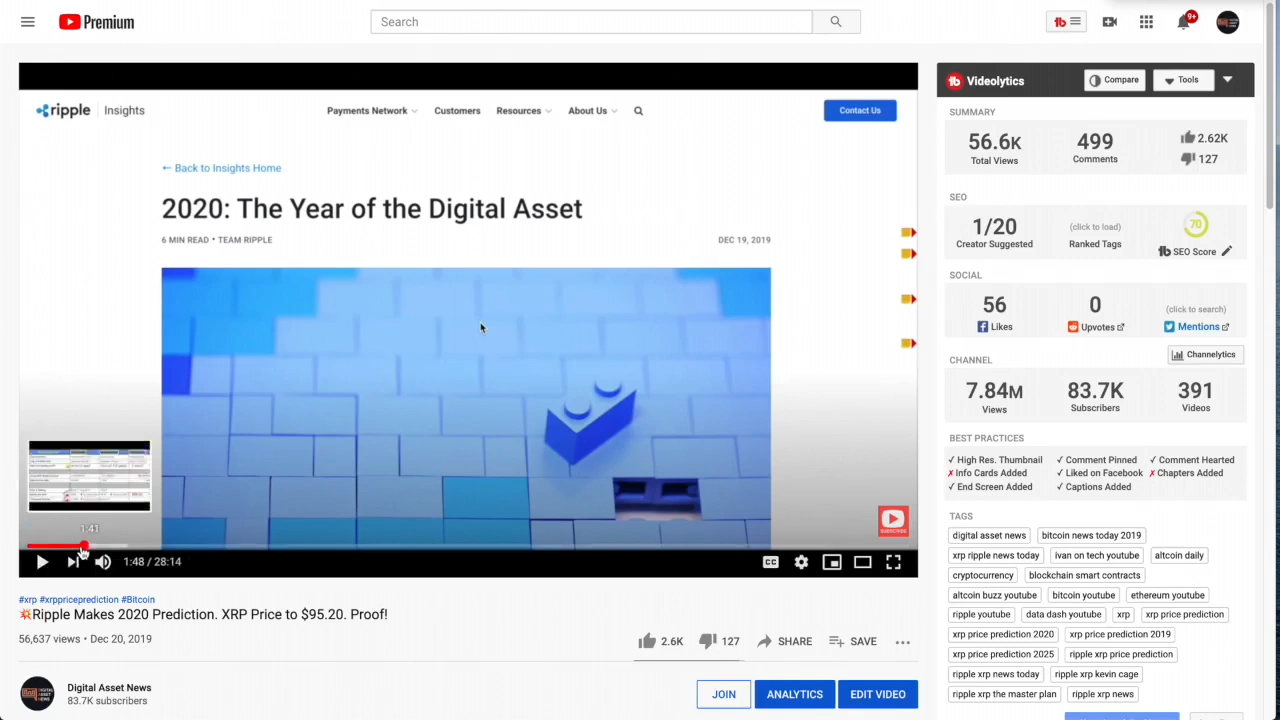 Premium
Search
9+
ripple | Insights
Payments Network
Customers
Resources
About Us
Contact Us
← Back to Insights Home
2020: The Year of the Digital Asset
6 MIN READ • TEAM RIPPLE
DEC 19, 2019
SUBSCRIBE
1:41
1:48 / 28:14
CC
#xrp #xrppriceprediction #Bitcoin
💥Ripple Makes 2020 Prediction. XRP Price to $95.20. Proof!
56,637 views • Dec 20, 2019
2.6K
127
SHARE
SAVE
Digital Asset News
83.7K subscribers
JOIN
ANALYTICS
EDIT VIDEO
tb Videolytics
Compare
Tools
SUMMARY
56.6K
499
2.62K
Total Views
Comments
127
SEO
1/20
(click to load)
70
Creator Suggested
Ranked Tags
tb SEO Score
SOCIAL
56
0
(click to search)
Likes
Upvotes
Mentions
CHANNEL
Channelytics
7.84M
83.7K
391
Views
Subscribers
Videos
BEST PRACTICES
✓ High Res. Thumbnail
✓ Comment Pinned
✓ Comment Hearted
✗ Info Cards Added
✓ Liked on Facebook
✗ Chapters Added
✓ End Screen Added
✓ Captions Added
TAGS
digital asset news
bitcoin news today 2019
xrp ripple news today
ivan on tech youtube
altcoin daily
cryptocurrency
blockchain smart contracts
altcoin buzz youtube
bitcoin youtube
ethereum youtube
ripple youtube
data dash youtube
xrp
xrp price prediction
xrp price prediction 2020
xrp price prediction 2019
xrp price prediction 2025
ripple xrp price prediction
ripple xrp news today
ripple xrp kevin cage
ripple xrp the master plan
ripple xrp news